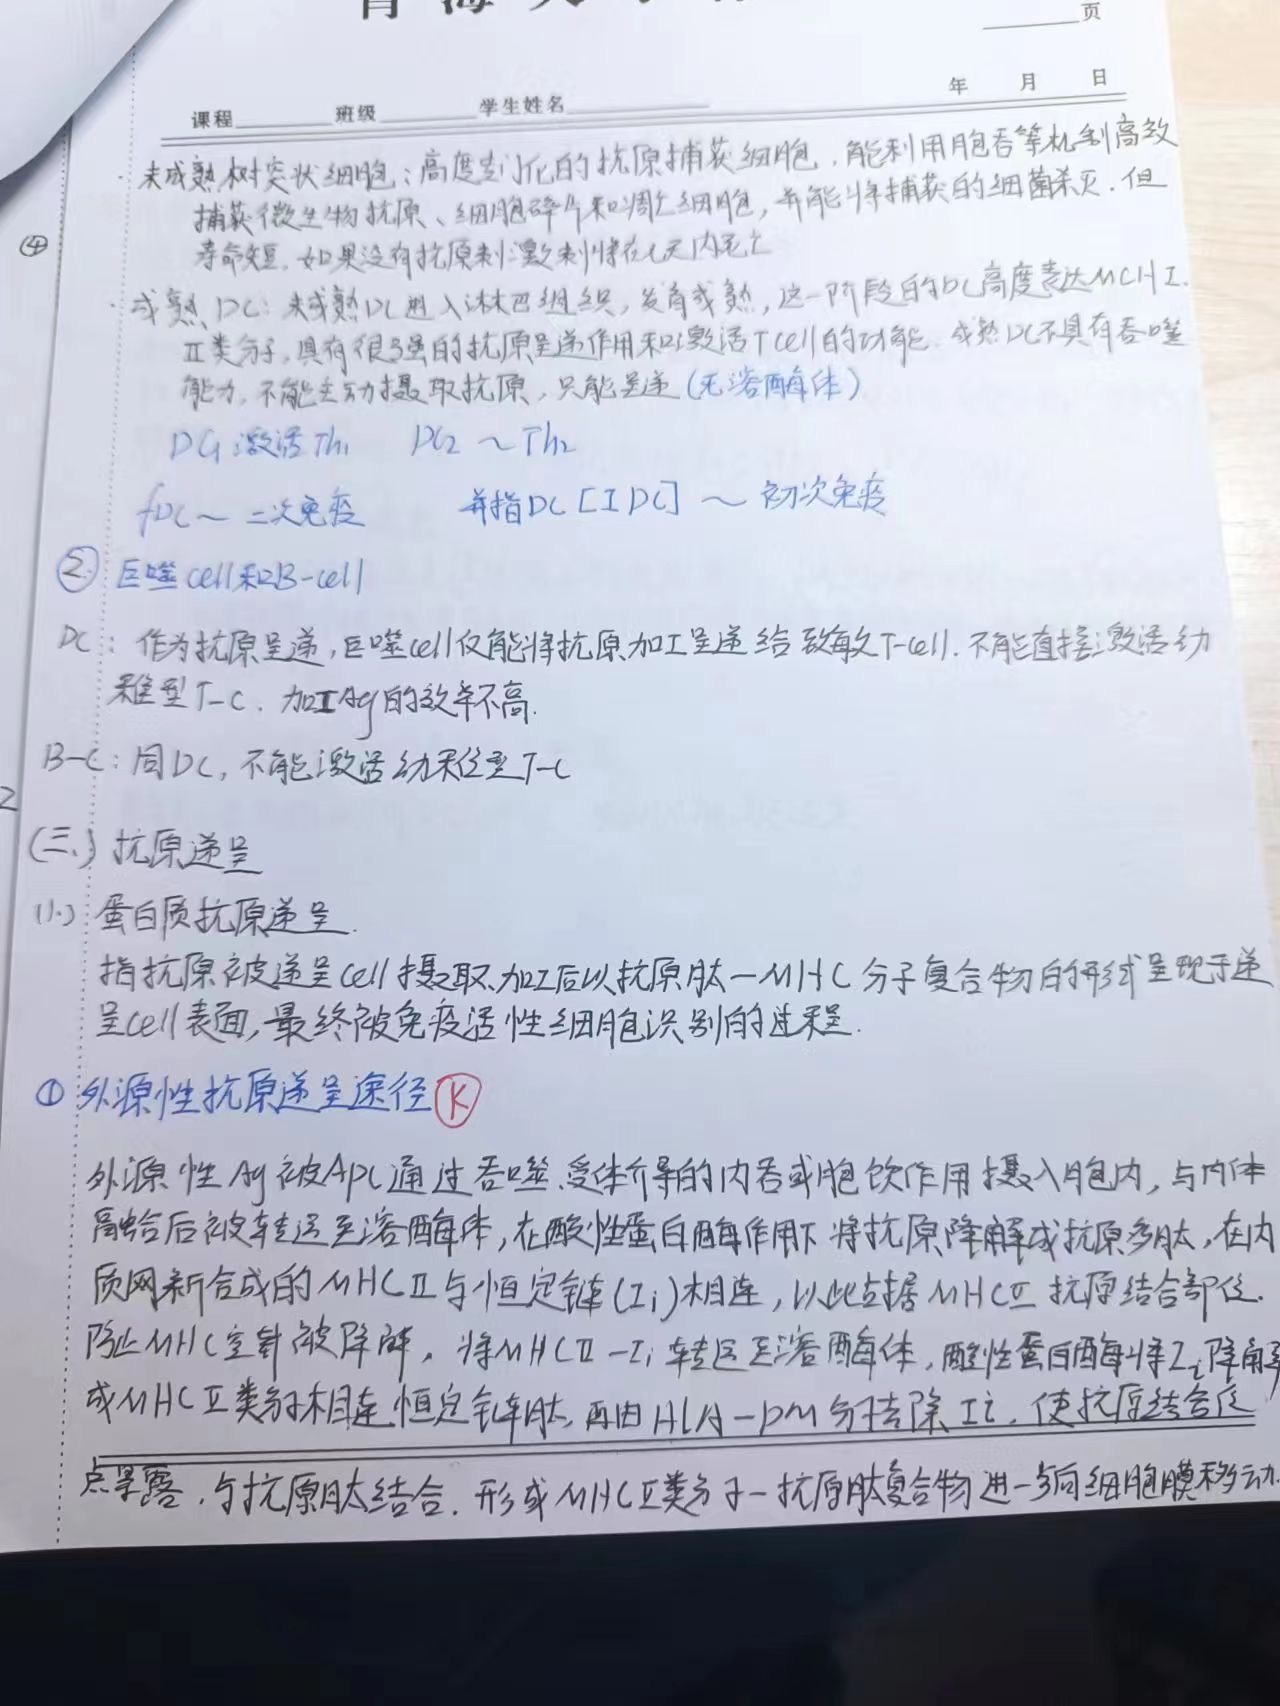 青海大学
页
年 月 日
课程 班级 学生姓名
· 未成熟树突状细胞：高度专门化的抗原捕获细胞，能利用胞吞等机制高效
捕获微生物抗原、细胞碎片和凋亡细胞，并能将捕获的细菌杀灭.但
④
寿命短，如果没有抗原刺激刺将在七天内死亡
· 成熟DC：未成熟DC进入淋巴组织，发育成熟，这一阶段的DC高度表达MCH I.
II类分子，具有很强的抗原呈递作用和激活T cell的功能. 成熟DC不具有吞噬
能力，不能主动摄取抗原，只能呈递（无溶酶体）
DC1激活Th1 DC2 ～ Th2
fDC～二次免疫 并指DC [I DC] ～ 初次免疫
② 巨噬cell和B-cell
DC：作为抗原呈递，巨噬cell仅能将抗原加工呈递给致敏T-cell. 不能直接激活幼
稚型T-C. 加工Ag的效率不高.
B-C：同DC，不能激活幼稚型T-C
2
（三、）抗原递呈
（1.）蛋白质抗原递呈.
指抗原被递呈cell摄取、加工后以抗原肽—MHC分子复合物的形式呈现于递
呈cell表面，最终被免疫活性细胞识别的过程.
① 外源性抗原递呈途径 K
外源性Ag被APC通过吞噬、受体介导的内吞或胞饮作用摄入胞内，与内体
融合后被转运至溶酶体，在酸性蛋白酶作用下将抗原降解成抗原多肽，在内
质网新合成的MHCII与恒定链(Ii)相连，以此占据MHCII抗原结合部位.
防止MHC 被降解，将MHCII-Ii转运至溶酶体，酸性蛋白酶将Ii降解
成MHCII类分子相连恒定链肽，再由HLA-DM分子去除Ii，使抗原结合位
点暴露，与抗原肽结合. 形成MHCII类分子-抗原肽复合物进一步向细胞膜移动.